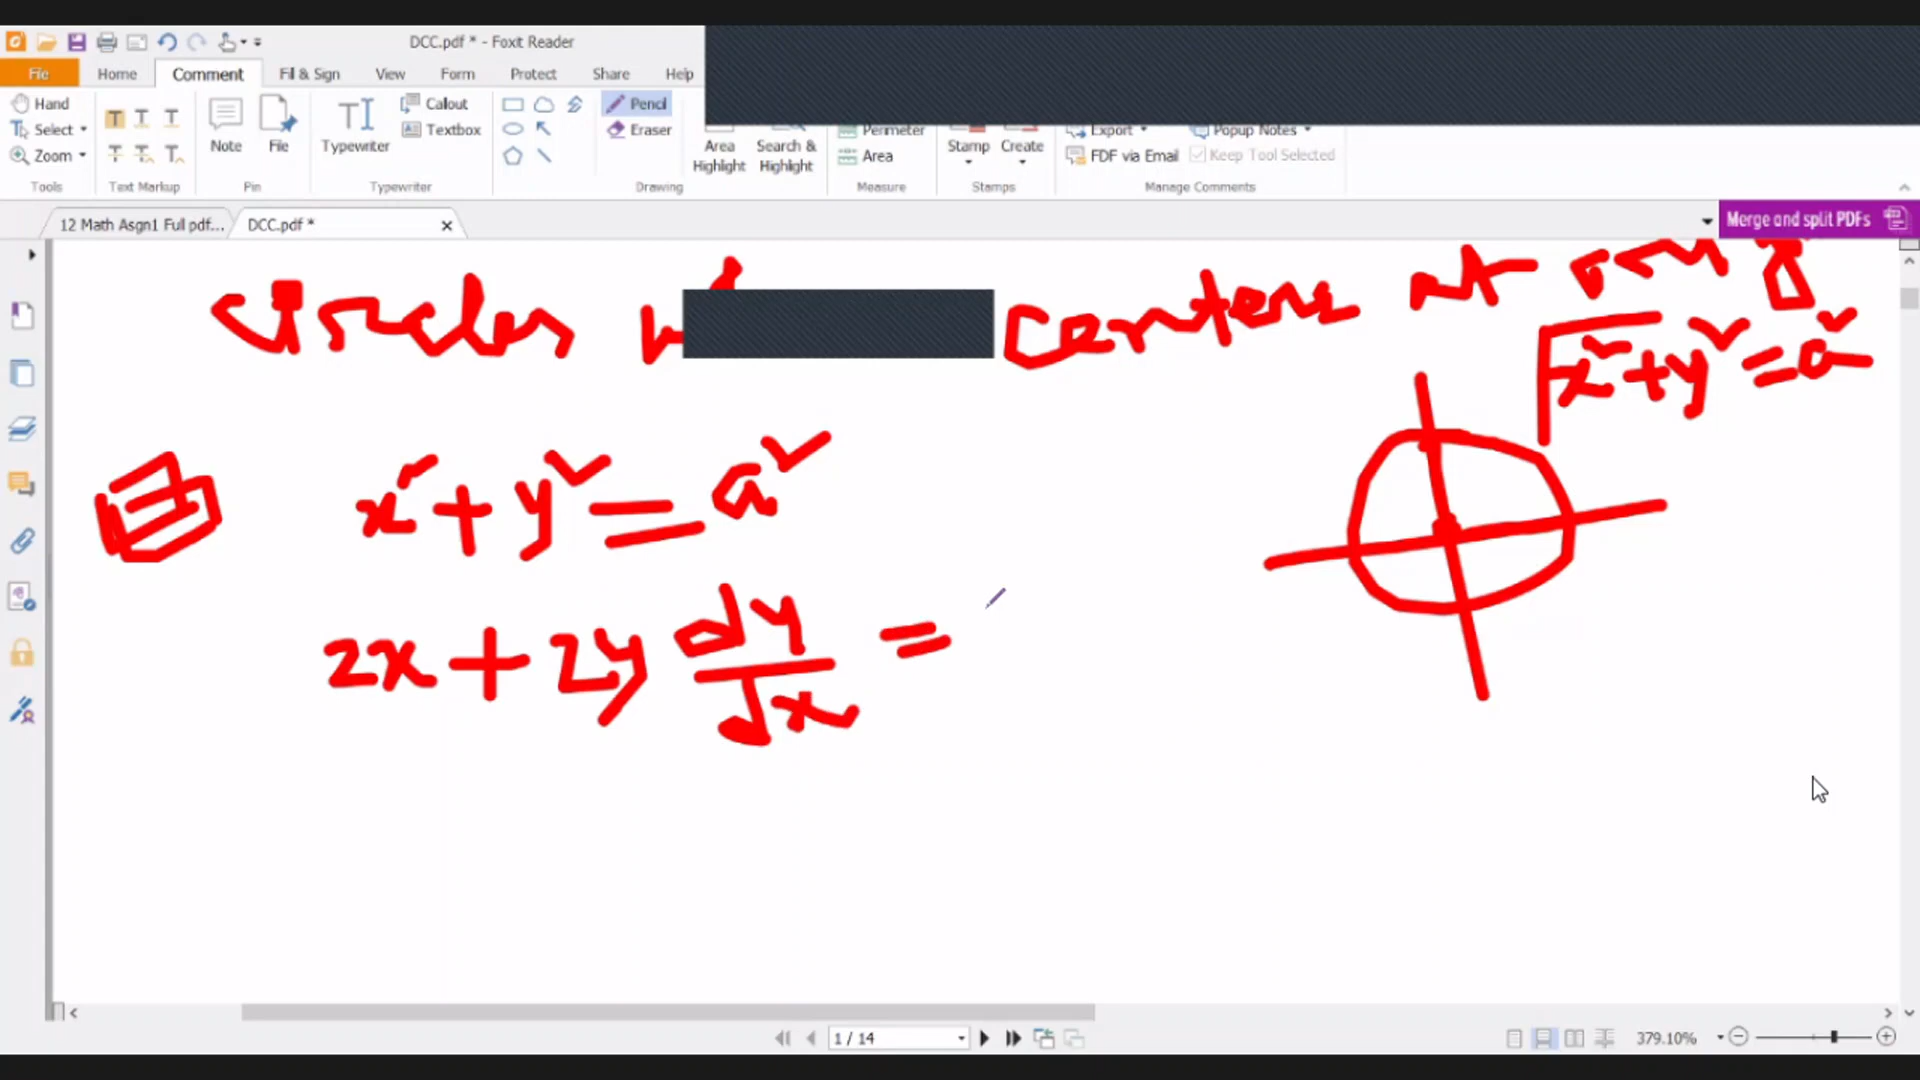 DCC.pdf * - Foxit Reader
File Home Comment Fill & Sign View Form Protect Share Help
Hand
Select
Zoom
Tools
Text Markup
Note
File
Pin
Typewriter
Callout
Textbox
Typewriter
Pencil
Eraser
Area Highlight
Search & Highlight
Drawing
Perimeter
Area
Measure
Stamp
Create
Stamps
Export
Popup Notes
FDF via Email
Keep Tool Selected
Manage Comments
12 Math Asgn1 Full pdf...
DCC.pdf *
Merge and split PDFs
Circles centers at
x² + y² = a²
x² + y² = a²
2x + 2y dy/dx =
1 / 14
379.10%